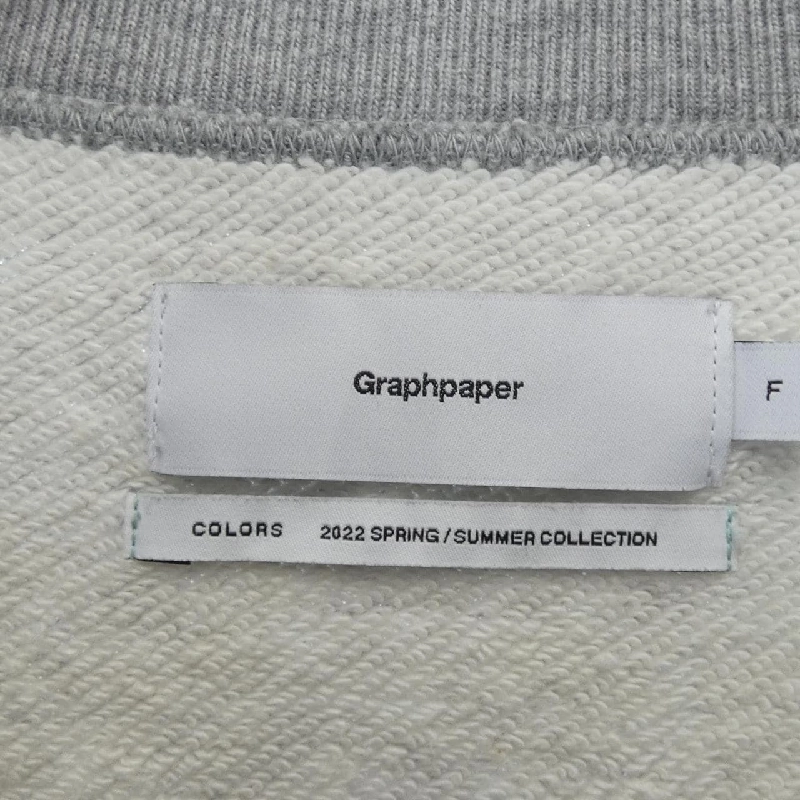 Graphpaper
F
COLORS 2022 SPRING/SUMMER COLLECTION